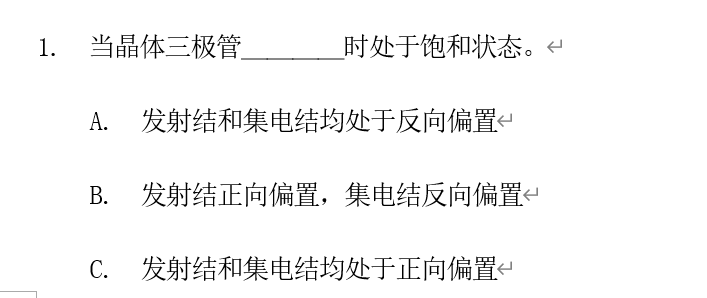 1. 当晶体三极管________时处于饱和状态。
A. 发射结和集电结均处于反向偏置
B. 发射结正向偏置，集电结反向偏置
C. 发射结和集电结均处于正向偏置